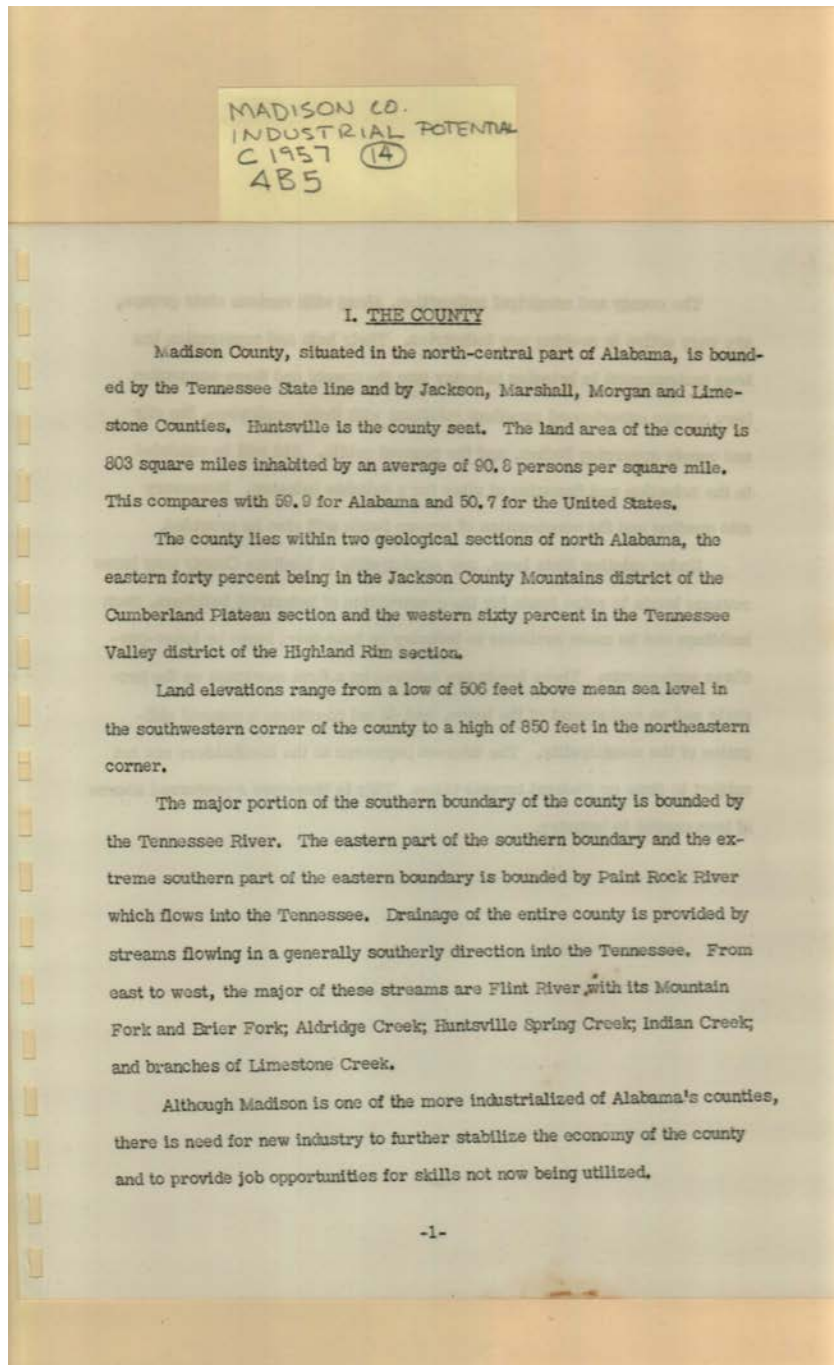 MADISON CO.
INDUSTRIAL POTENTIAL
C 1957 14
4B5
I. THE COUNTY
Madison County, situated in the north-central part of Alabama, is bound-
ed by the Tennessee State line and by Jackson, Marshall, Morgan and Lime-
stone Counties. Huntsville is the county seat. The land area of the county is
803 square miles inhabited by an average of 90.8 persons per square mile.
This compares with 59.9 for Alabama and 50.7 for the United States.
The county lies within two geological sections of north Alabama, the
eastern forty percent being in the Jackson County Mountains district of the
Cumberland Plateau section and the western sixty percent in the Tennessee
Valley district of the Highland Rim section.
Land elevations range from a low of 506 feet above mean sea level in
the southwestern corner of the county to a high of 850 feet in the northeastern
corner.
The major portion of the southern boundary of the county is bounded by
the Tennessee River. The eastern part of the southern boundary and the ex-
treme southern part of the eastern boundary is bounded by Paint Rock River
which flows into the Tennessee. Drainage of the entire county is provided by
streams flowing in a generally southerly direction into the Tennessee. From
east to west, the major of these streams are Flint River, with its Mountain
Fork and Brier Fork; Aldridge Creek; Huntsville Spring Creek; Indian Creek;
and branches of Limestone Creek.
Although Madison is one of the more industrialized of Alabama's counties,
there is need for new industry to further stabilize the economy of the county
and to provide job opportunities for skills not now being utilized.
-1-